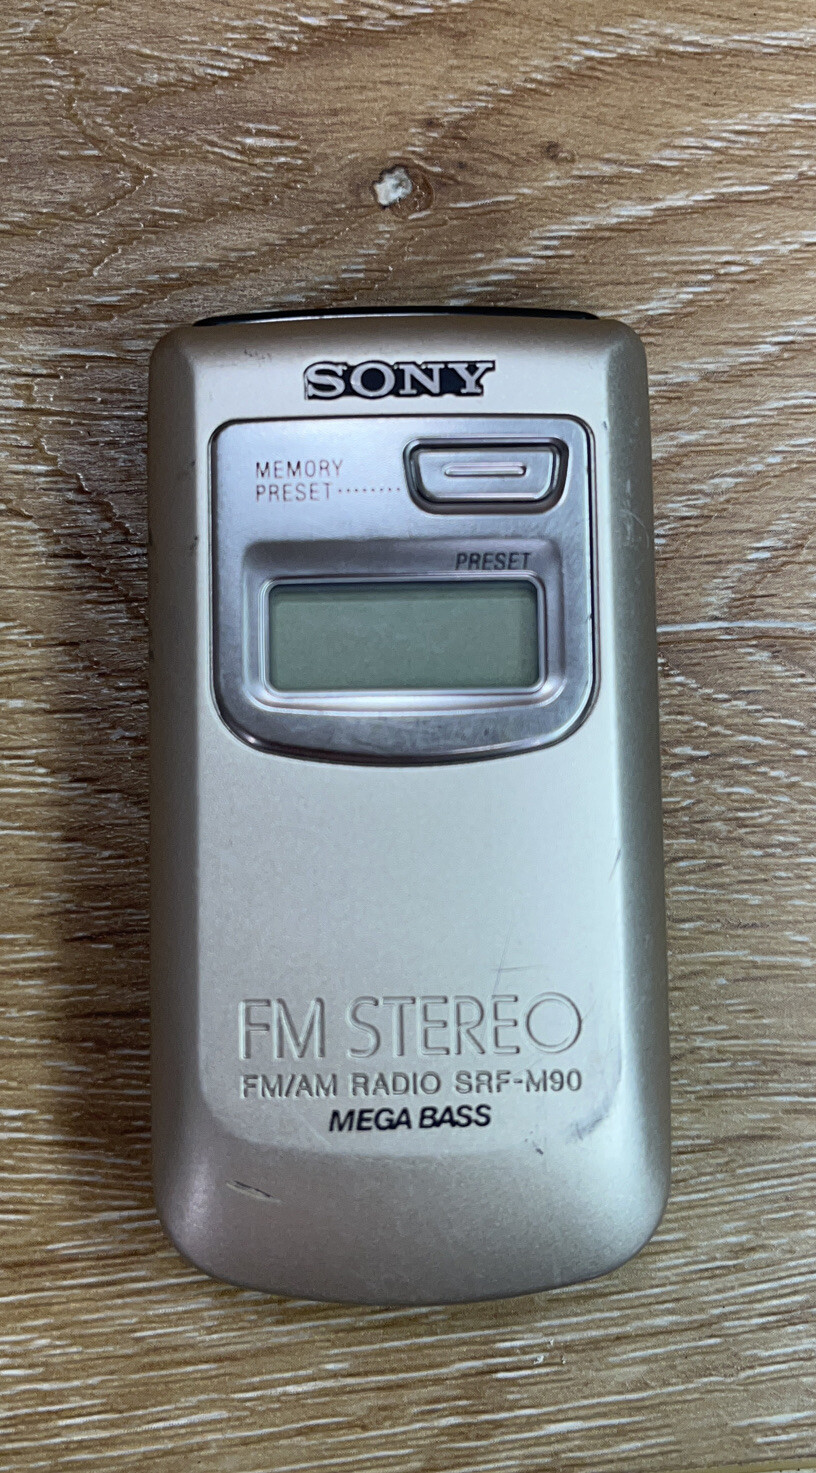 SONY
MEMORY
PRESET········
PRESET
FM STEREO
FM/AM RADIO SRF-M90
MEGA BASS